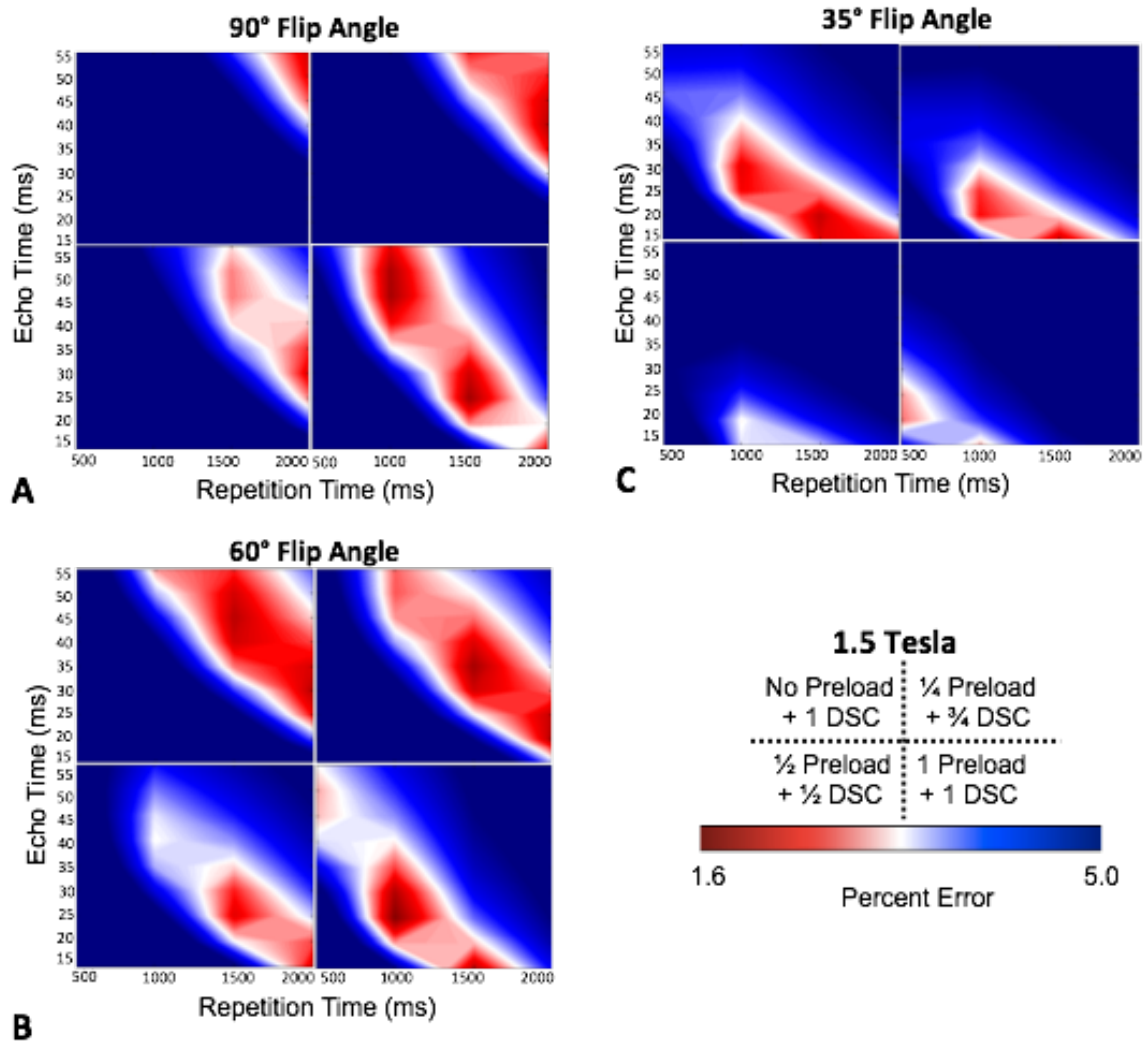 90° Flip Angle
55
50
45
40
35
30
25
20
15
55
50
45
40
35
30
25
20
15
Echo Time (ms)
500 1000 1500 2000 500 1000 1500 2000
Repetition Time (ms)
A
35° Flip Angle
55
50
45
40
35
30
25
20
15
55
50
45
40
35
30
25
20
15
Echo Time (ms)
500 1000 1500 2000 500 1000 1500 2000
Repetition Time (ms)
C
60° Flip Angle
55
50
45
40
35
30
25
20
15
55
50
45
40
35
30
25
20
15
Echo Time (ms)
500 1000 1500 2000 500 1000 1500 2000
Repetition Time (ms)
B
1.5 Tesla
No Preload
+ 1 DSC
¼ Preload
+ ¾ DSC
½ Preload
+ ½ DSC
1 Preload
+ 1 DSC
1.6 5.0
Percent Error